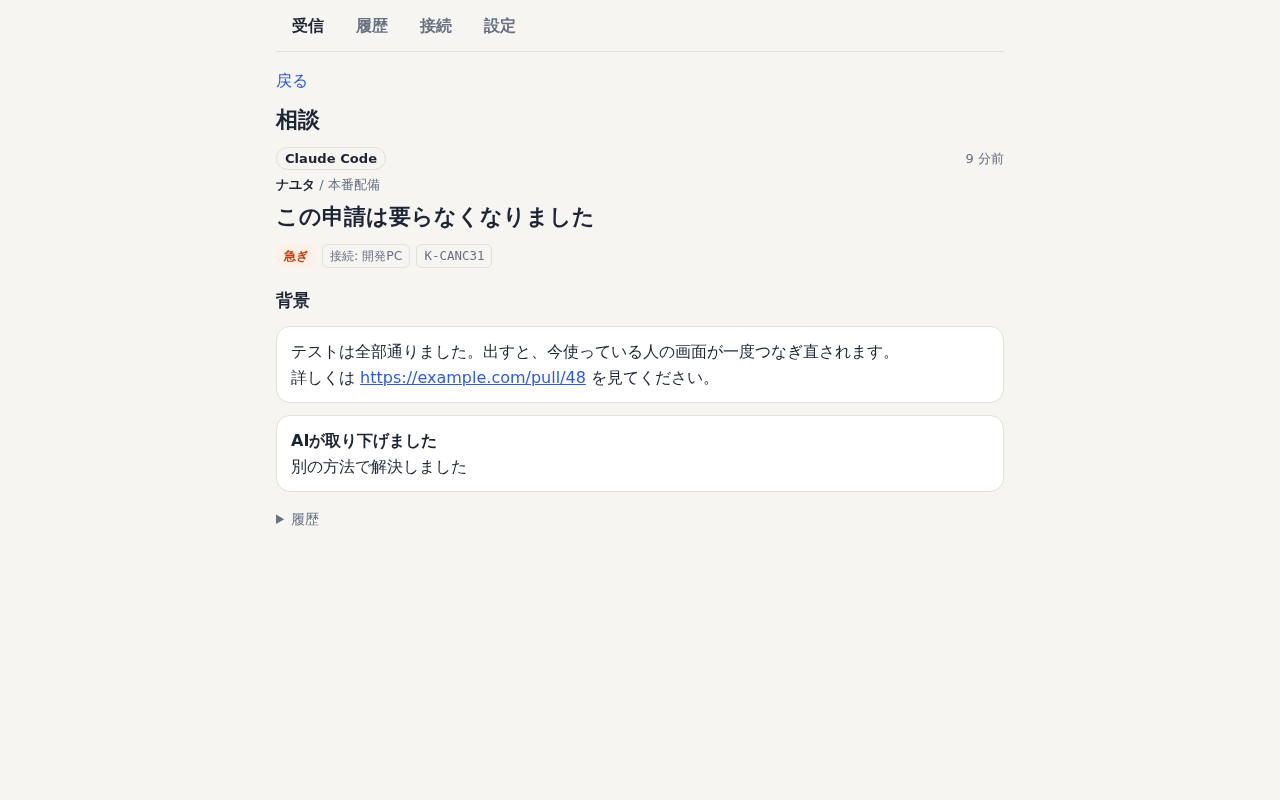 受信 履歴 接続 設定
戻る
相談
Claude Code 9 分前
ナユタ / 本番配備
この申請は要らなくなりました
急ぎ 接続: 開発PC K-CANC31
背景
テストは全部通りました。出すと、今使っている人の画面が一度つなぎ直されます。
詳しくは https://example.com/pull/48 を見てください。
AIが取り下げました
別の方法で解決しました
▶ 履歴